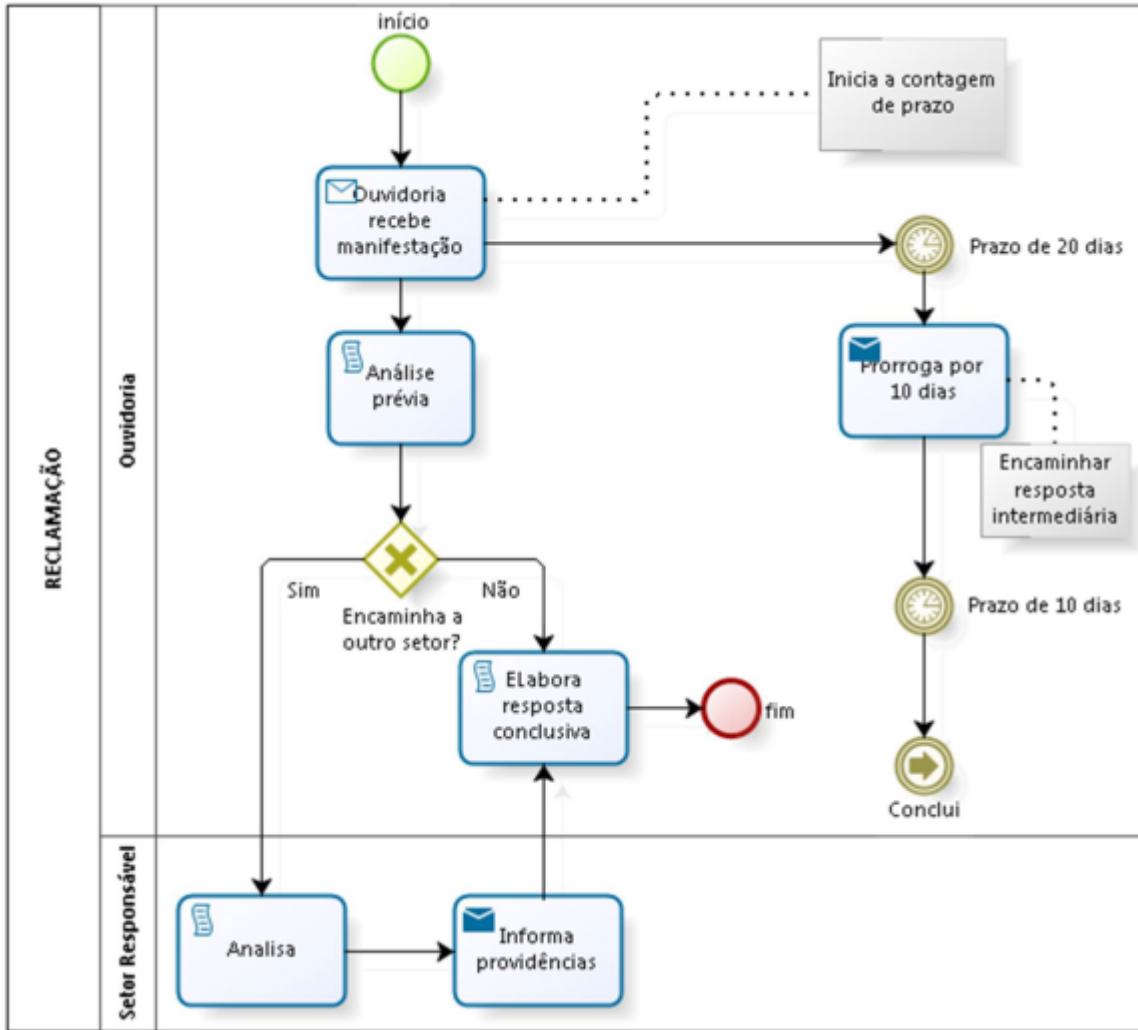 RECLAMAÇÃO
Ouvidoria
início
Inicia a contagem
de prazo
Ouvidoria
recebe
manifestação
Prazo de 20 dias
Análise
prévia
Prorroga por
10 dias
Encaminhar
resposta
intermediária
Sim
Não
Encaminha a
outro setor?
Prazo de 10 dias
ELabora
resposta
conclusiva
fim
Conclui
Setor Responsável
Analisa
Informa
providências